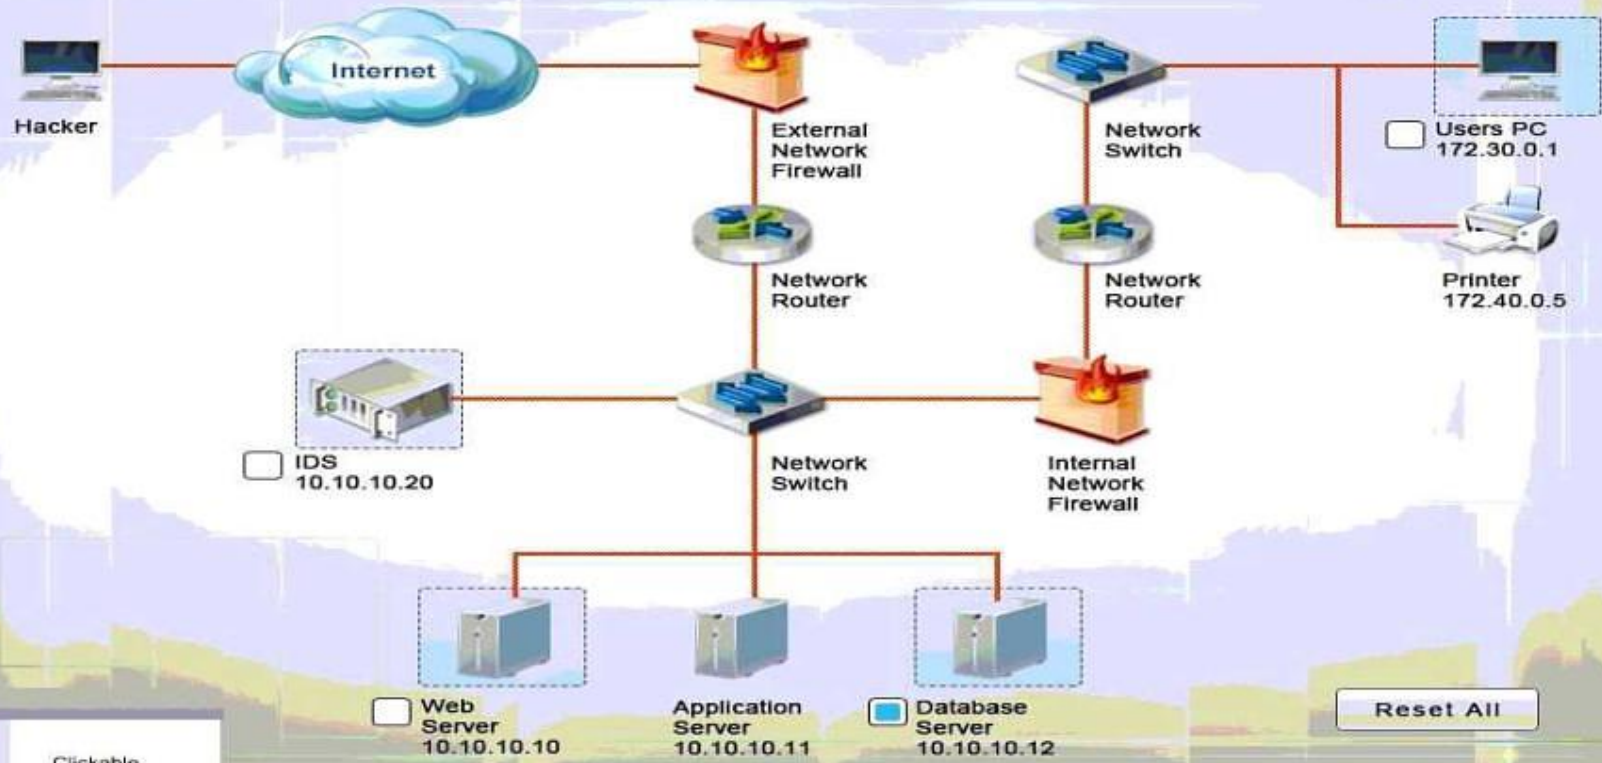 Internet
Hacker
External
Network
Firewall
Network
Switch
Users PC
172.30.0.1
Network
Router
Network
Router
Printer
172.40.0.5
IDS
10.10.10.20
Network
Switch
Internal
Network
Firewall
Web
Server
10.10.10.10
Application
Server
10.10.10.11
Database
Server
10.10.10.12
Reset All
Clickable